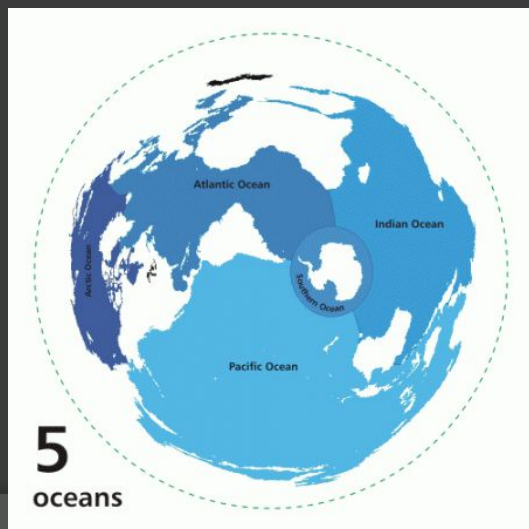 Atlantic Ocean
Indian Ocean
Arctic Ocean
Southern Ocean
Pacific Ocean
5
oceans